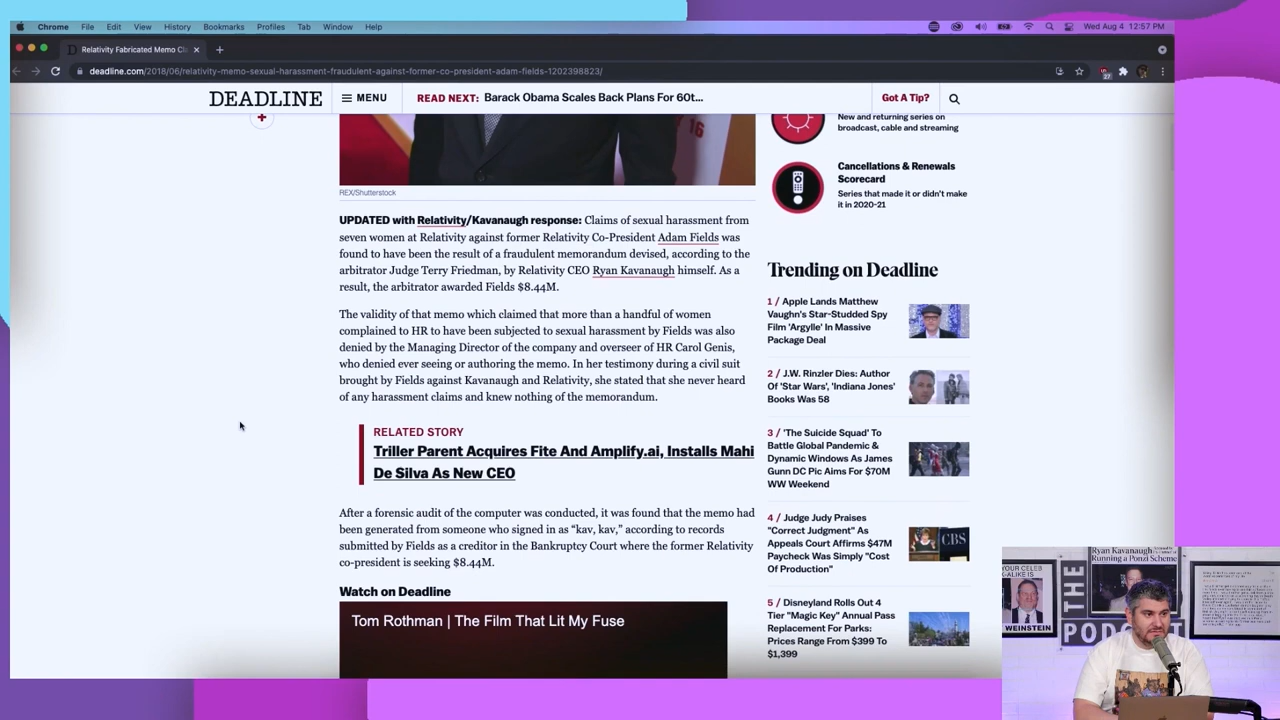 Chrome File Edit View History Bookmarks Profiles Tab Window Help
Wed Aug 4 12:57 PM
Relativity Fabricated Memo Cl
deadline.com/2018/06/relativity-memo-sexual-harassment-fraudulent-against-former-co-president-adam-fields-1202398823/
27
DEADLINE
MENU
READ NEXT: Barack Obama Scales Back Plans For 60t...
Got A Tip?
16
REX/Shutterstock
UPDATED with Relativity/Kavanaugh response: Claims of sexual harassment from
seven women at Relativity against former Relativity Co-President Adam Fields was
found to have been the result of a fraudulent memorandum devised, according to the
arbitrator Judge Terry Friedman, by Relativity CEO Ryan Kavanaugh himself. As a
result, the arbitrator awarded Fields $8.44M.
The validity of that memo which claimed that more than a handful of women
complained to HR to have been subjected to sexual harassment by Fields was also
denied by the Managing Director of the company and overseer of HR Carol Genis,
who denied ever seeing or authoring the memo. In her testimony during a civil suit
brought by Fields against Kavanaugh and Relativity, she stated that she never heard
of any harassment claims and knew nothing of the memorandum.
RELATED STORY
Triller Parent Acquires Fite And Amplify.ai, Installs Mahi
De Silva As New CEO
After a forensic audit of the computer was conducted, it was found that the memo had
been generated from someone who signed in as “kav, kav,” according to records
submitted by Fields as a creditor in the Bankruptcy Court where the former Relativity
co-president is seeking $8.44M.
Watch on Deadline
Tom Rothman | The Film That Lit My Fuse
New and returning series on
broadcast, cable and streaming
Cancellations & Renewals
Scorecard
Series that made it or didn't make
it in 2020-21
Trending on Deadline
1 / Apple Lands Matthew
Vaughn's Star-Studded Spy
Film 'Argylle' In Massive
Package Deal
2 / J.W. Rinzler Dies: Author
Of 'Star Wars', 'Indiana Jones'
Books Was 58
3 / 'The Suicide Squad' To
Battle Global Pandemic &
Dynamic Windows As James
Gunn DC Pic Aims For $70M
WW Weekend
4 / Judge Judy Praises
"Correct Judgment" As
Appeals Court Affirms $47M
Paycheck Was Simply "Cost
Of Production"
CBS
5 / Disneyland Rolls Out 4
Tier "Magic Key" Annual Pass
Replacement For Parks:
Prices Range From $399 To
$1,399
YOUR CELEB
K-ALIKE IS
WEINSTEIN
THE
PODC
Ryan Kavanaugh
Running a Ponzi Scheme